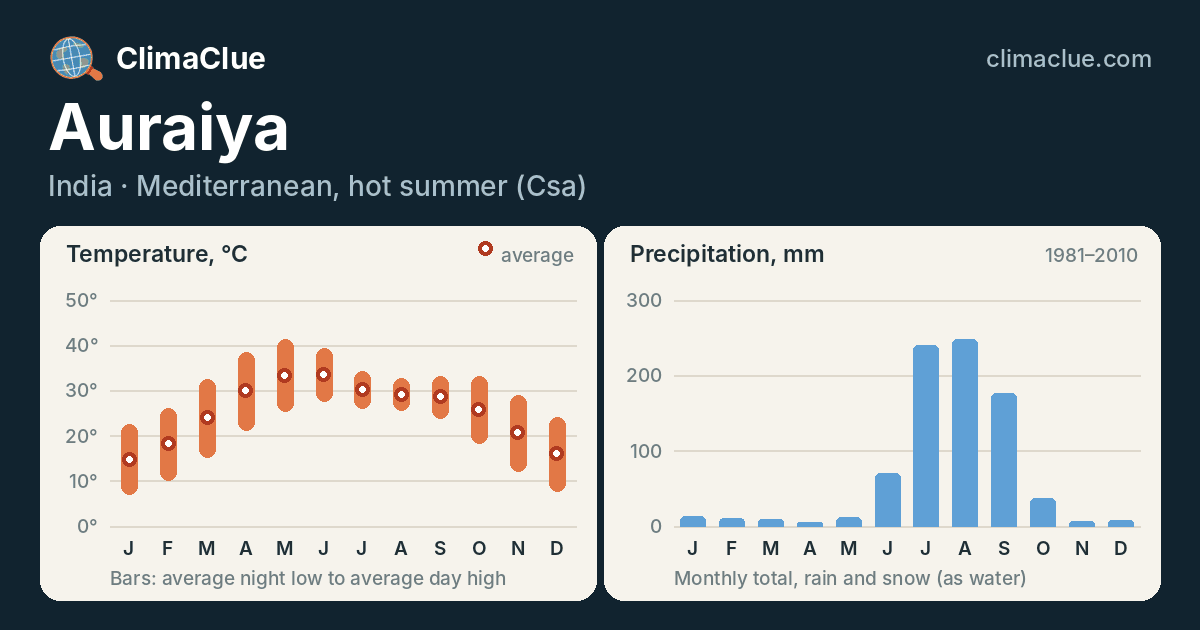 ClimaClue
climaclue.com
Auraiya
India · Mediterranean, hot summer (Csa)
Temperature, °C
average
50°
40°
30°
20°
10°
0°
J F M A M J J A S O N D
Bars: average night low to average day high
Precipitation, mm
1981–2010
300
200
100
0
J F M A M J J A S O N D
Monthly total, rain and snow (as water)